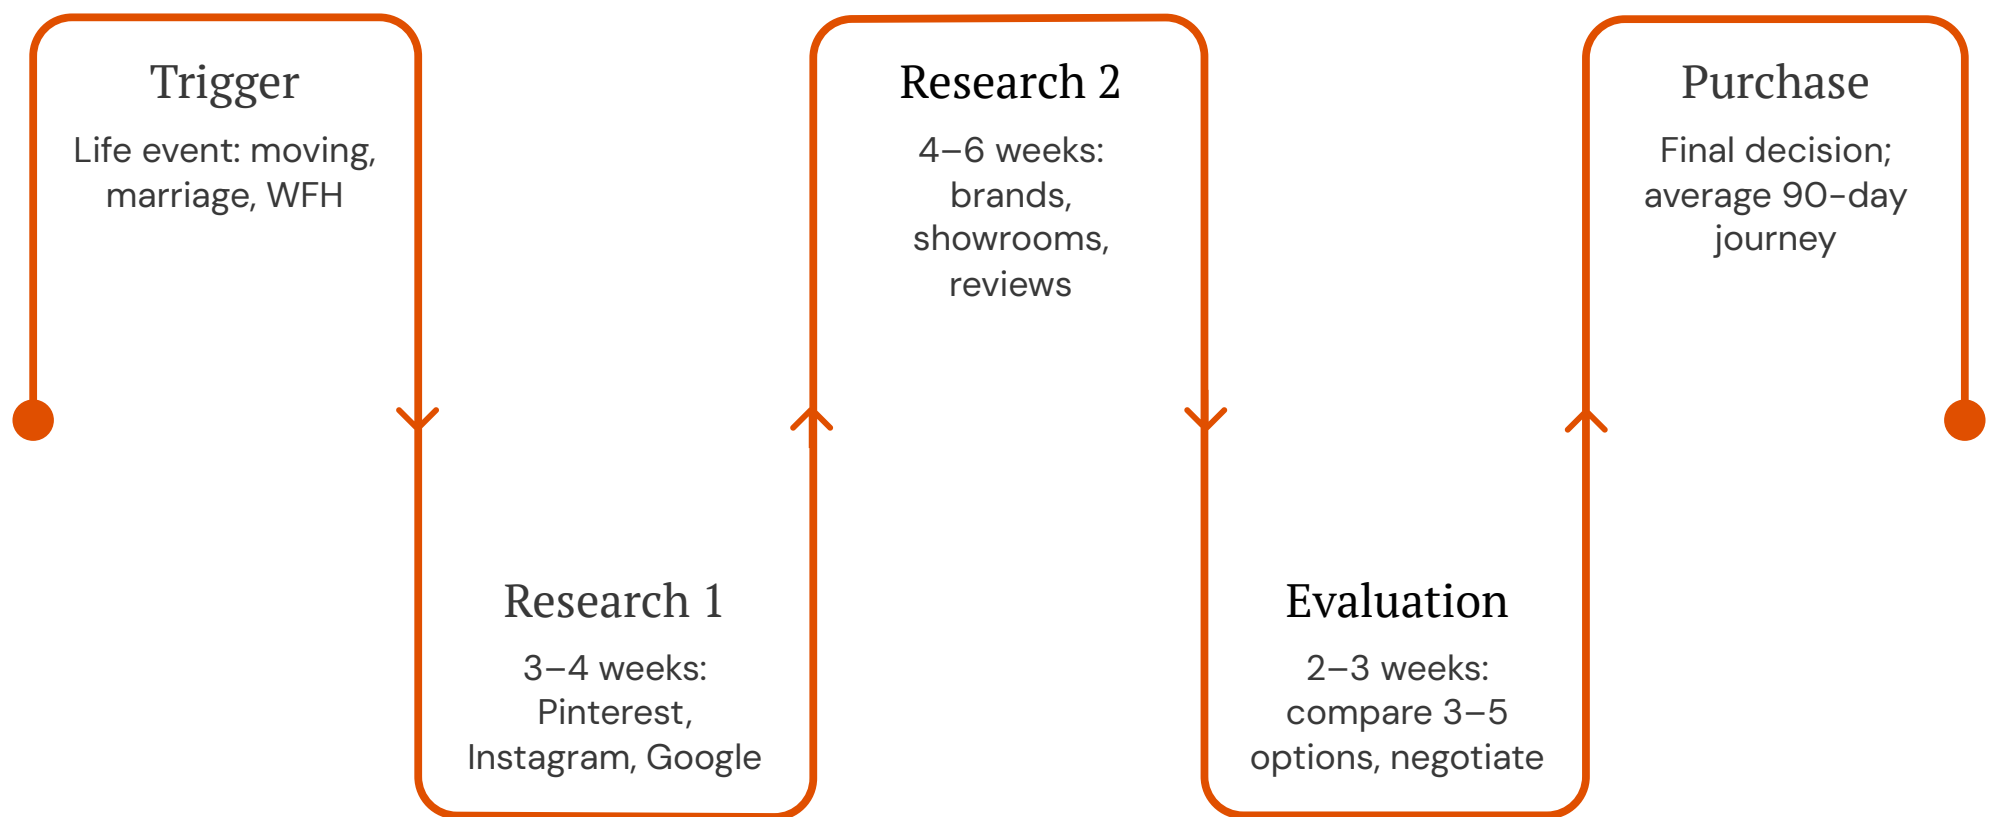 Trigger
Life event: moving,
marriage, WFH
Research 1
3–4 weeks:
Pinterest,
Instagram, Google
Research 2
4–6 weeks:
brands,
showrooms,
reviews
Evaluation
2–3 weeks:
compare 3–5
options, negotiate
Purchase
Final decision;
average 90-day
journey